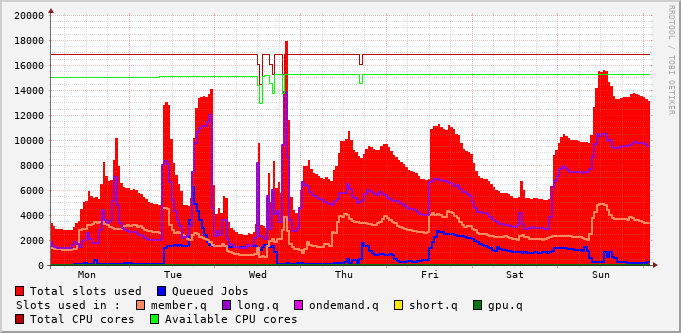 20000
18000
16000
14000
12000
10000
8000
6000
4000
2000
0
Mon Tue Wed Thu Fri Sat Sun
RRDTOOL / TOBI OETIKER
Total slots used Queued Jobs
Slots used in : member.q long.q ondemand.q short.q gpu.q
Total CPU cores Available CPU cores